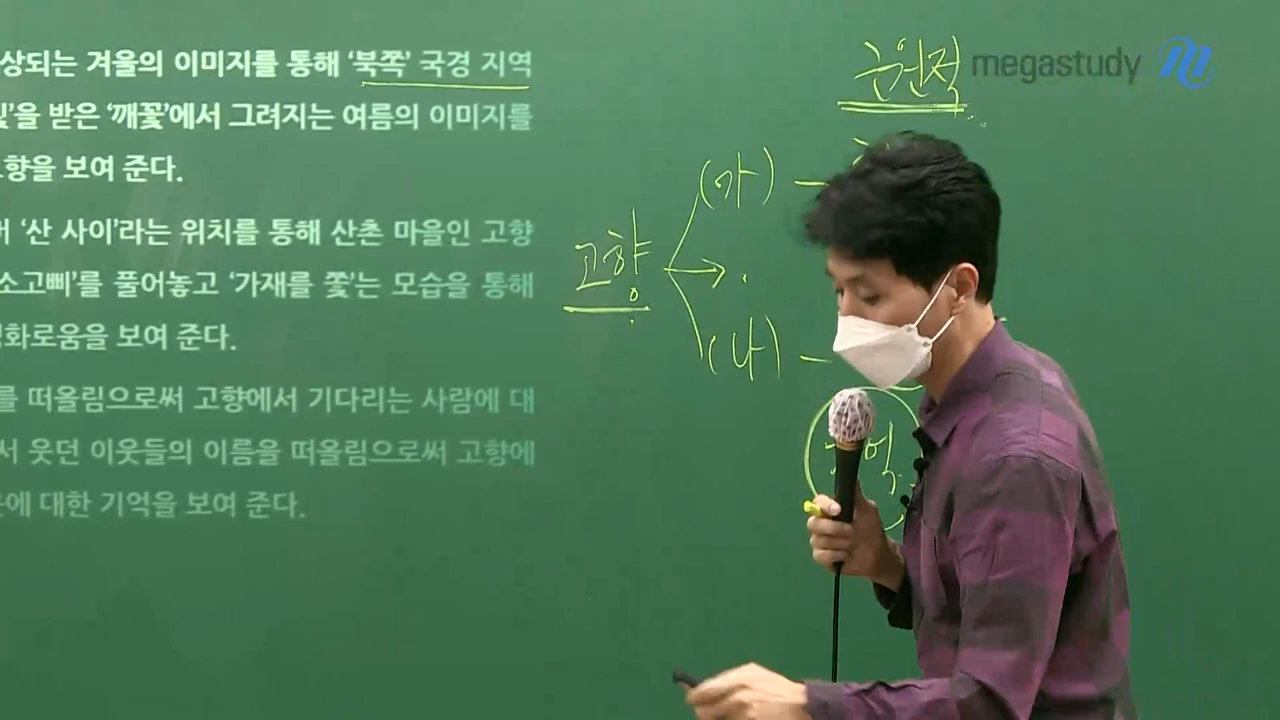 상되는 겨울의 이미지를 통해 ‘북쪽’ 국경 지역
을 받은 ‘깨꽃’에서 그려지는 여름의 이미지를
향을 보여 준다.
‘산 사이’라는 위치를 통해 산촌 마을인 고향
소고삐’를 풀어놓고 ‘가재를 쫓’는 모습을 통해
화로움을 보여 준다.
를 떠올림으로써 고향에서 기다리는 사람에 대
서 웃던 이웃들의 이름을 떠올림으로써 고향에
에 대한 기억을 보여 준다.
근원적
megastudy
(가) –
고향
(나) –
억